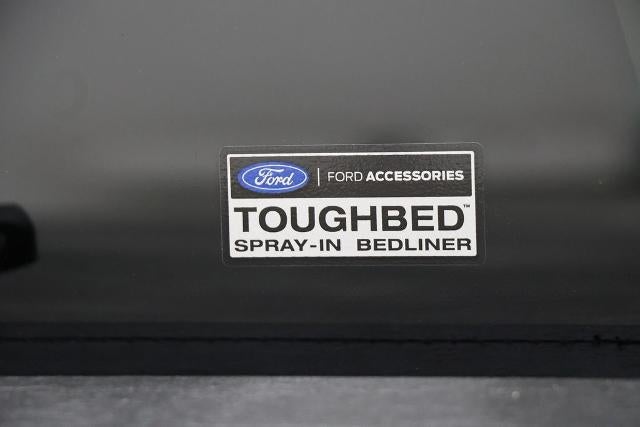 Ford | FORD ACCESSORIES
TOUGHBED™
SPRAY-IN BEDLINER